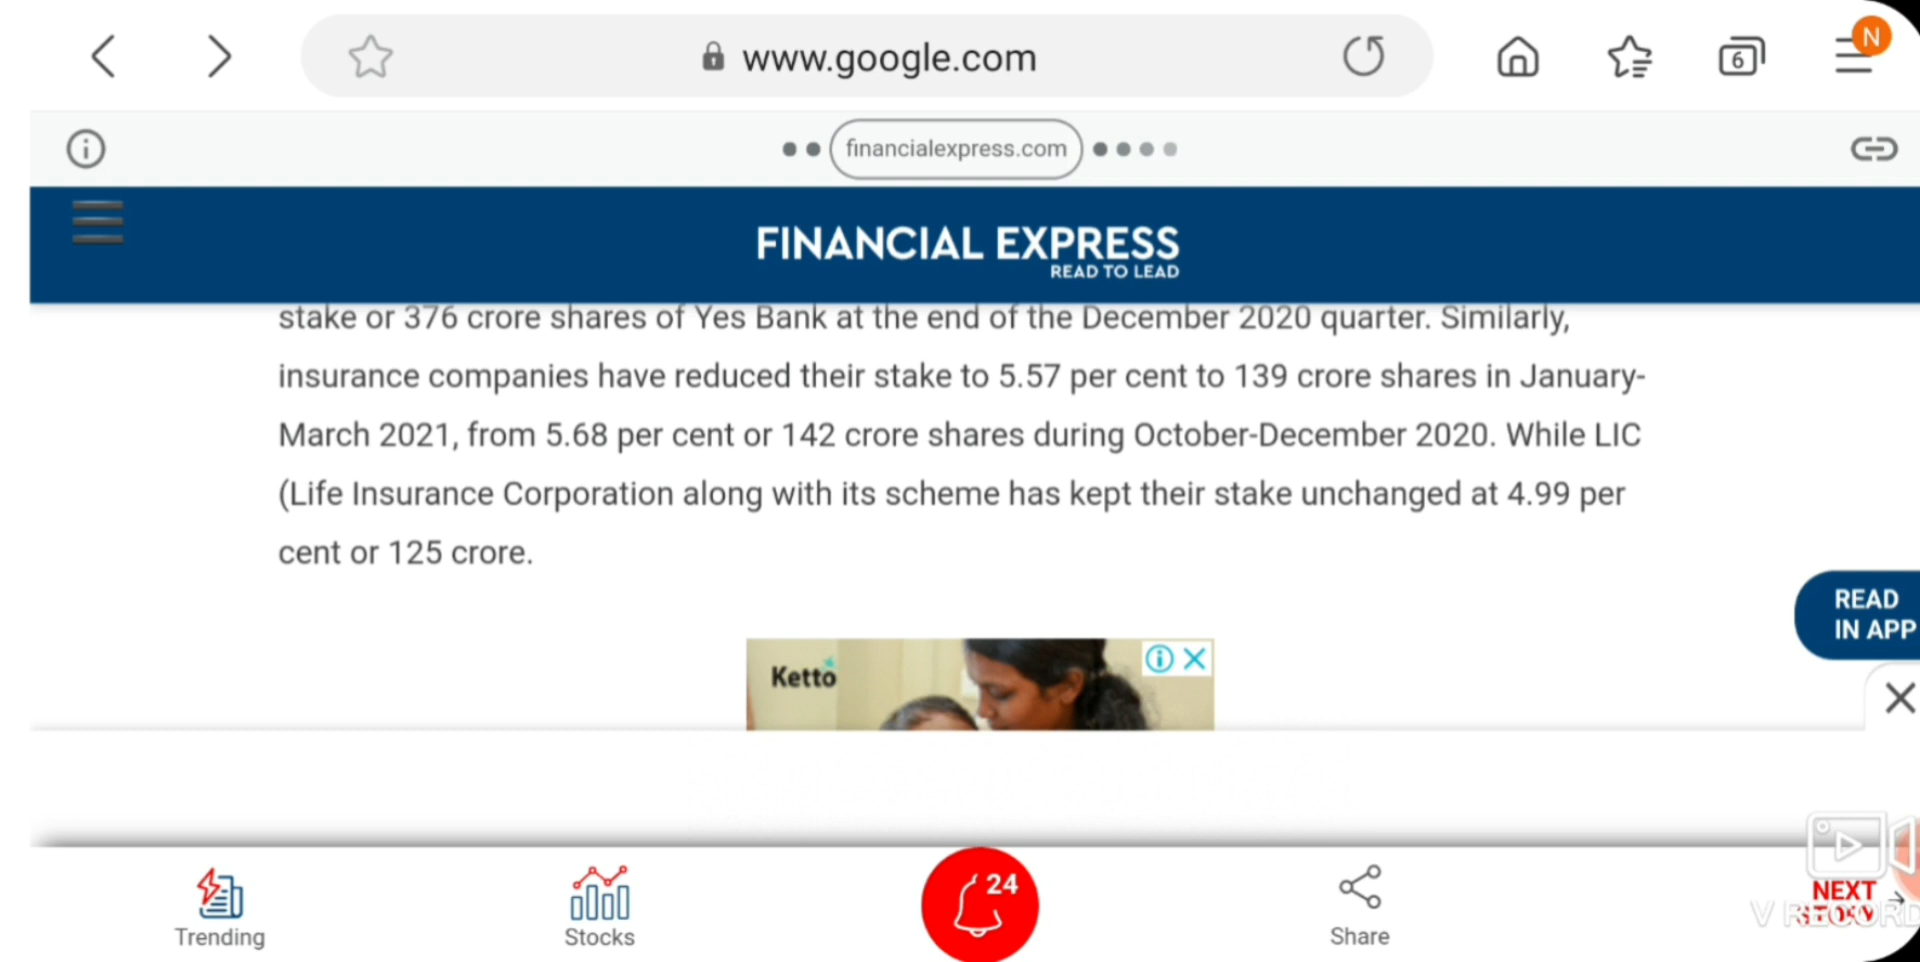 www.google.com
6
N
financialexpress.com
FINANCIAL EXPRESS
READ TO LEAD
stake or 376 crore shares of Yes Bank at the end of the December 2020 quarter. Similarly,
insurance companies have reduced their stake to 5.57 per cent to 139 crore shares in January-
March 2021, from 5.68 per cent or 142 crore shares during October-December 2020. While LIC
(Life Insurance Corporation along with its scheme has kept their stake unchanged at 4.99 per
cent or 125 crore.
READ
IN APP
Ketto
24
Trending
Stocks
Share
NEXT
STORY
V RECORD